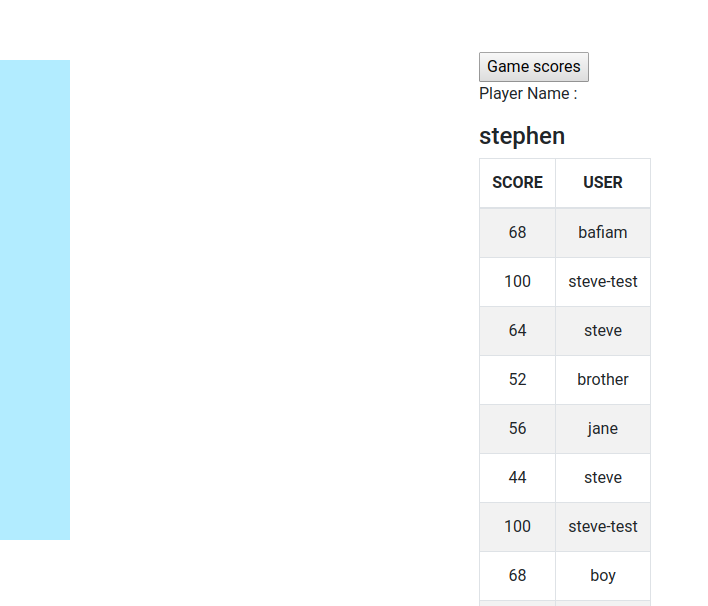 Game scores
Player Name :
stephen
SCORE USER
68 bafiam
100 steve-test
64 steve
52 brother
56 jane
44 steve
100 steve-test
68 boy